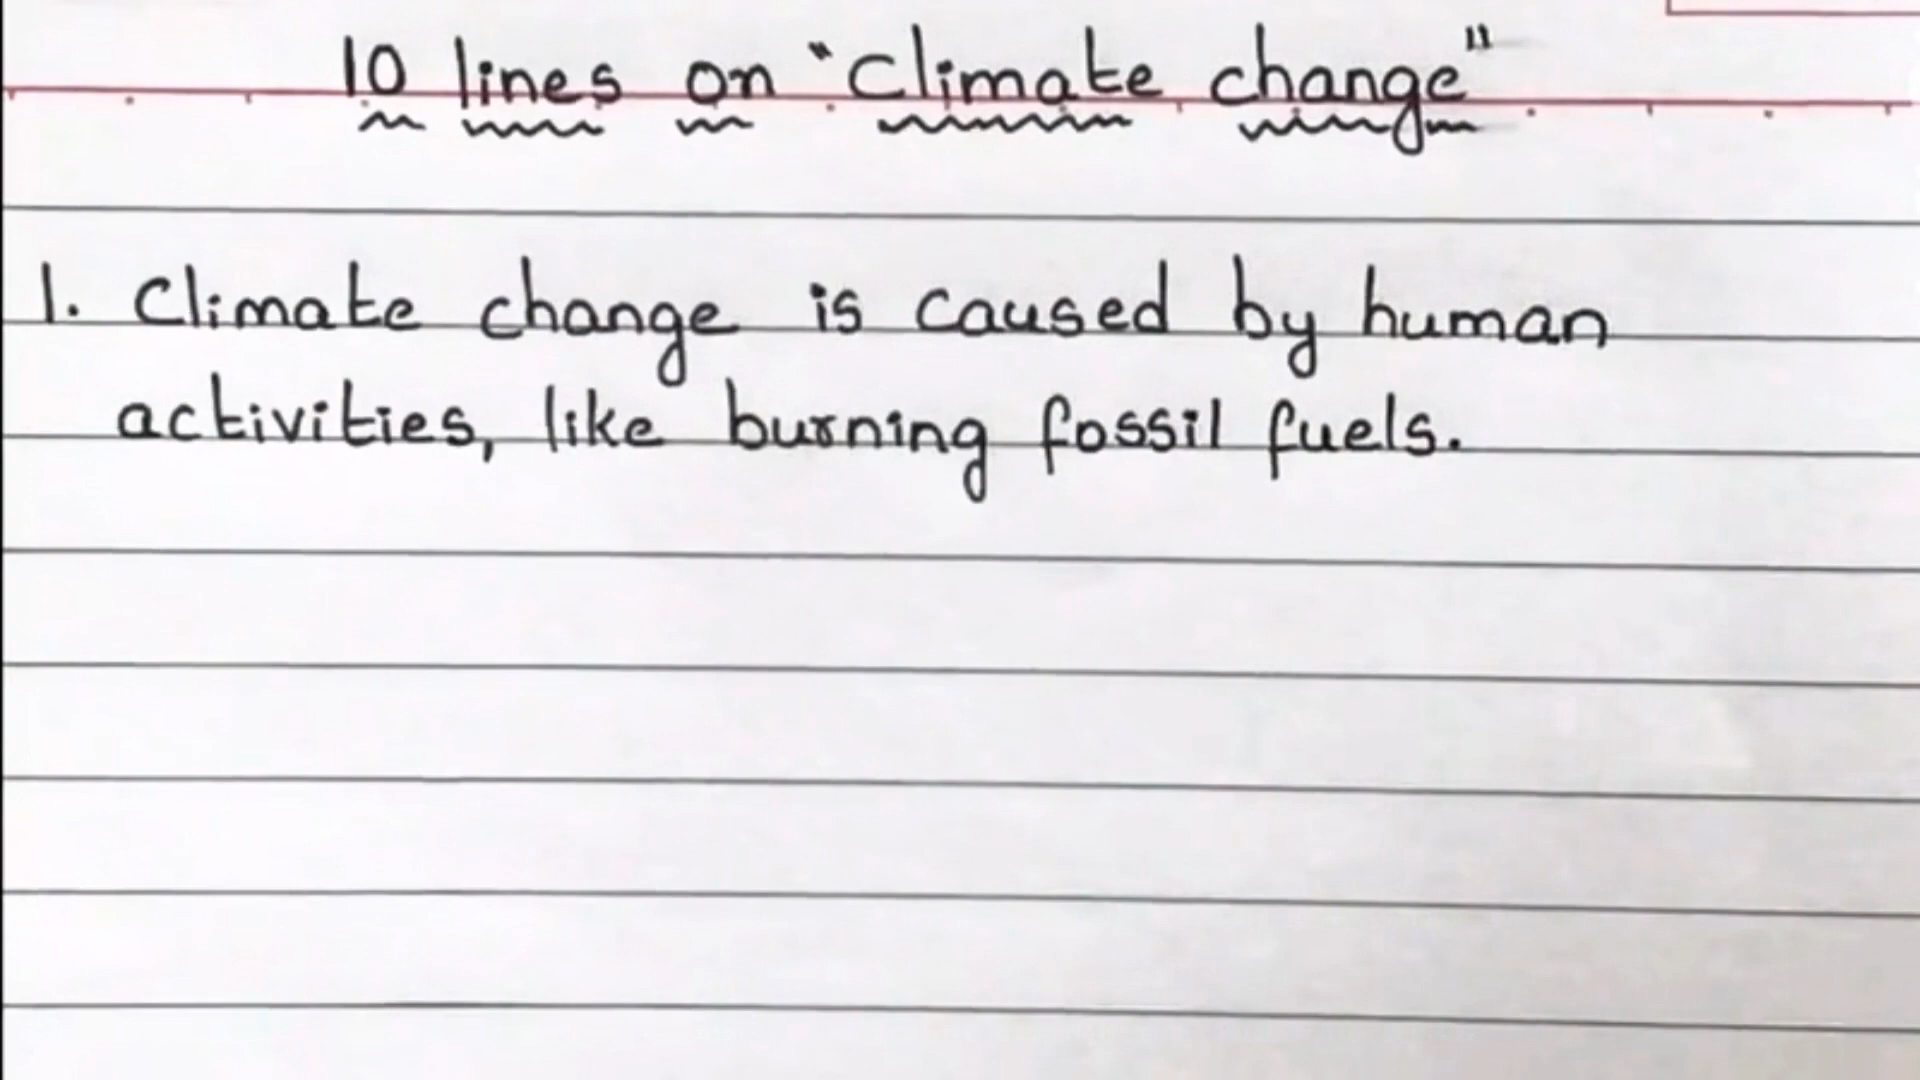 10 lines on "Climate change"
1. Climate change is caused by human
activities, like burning fossil fuels.